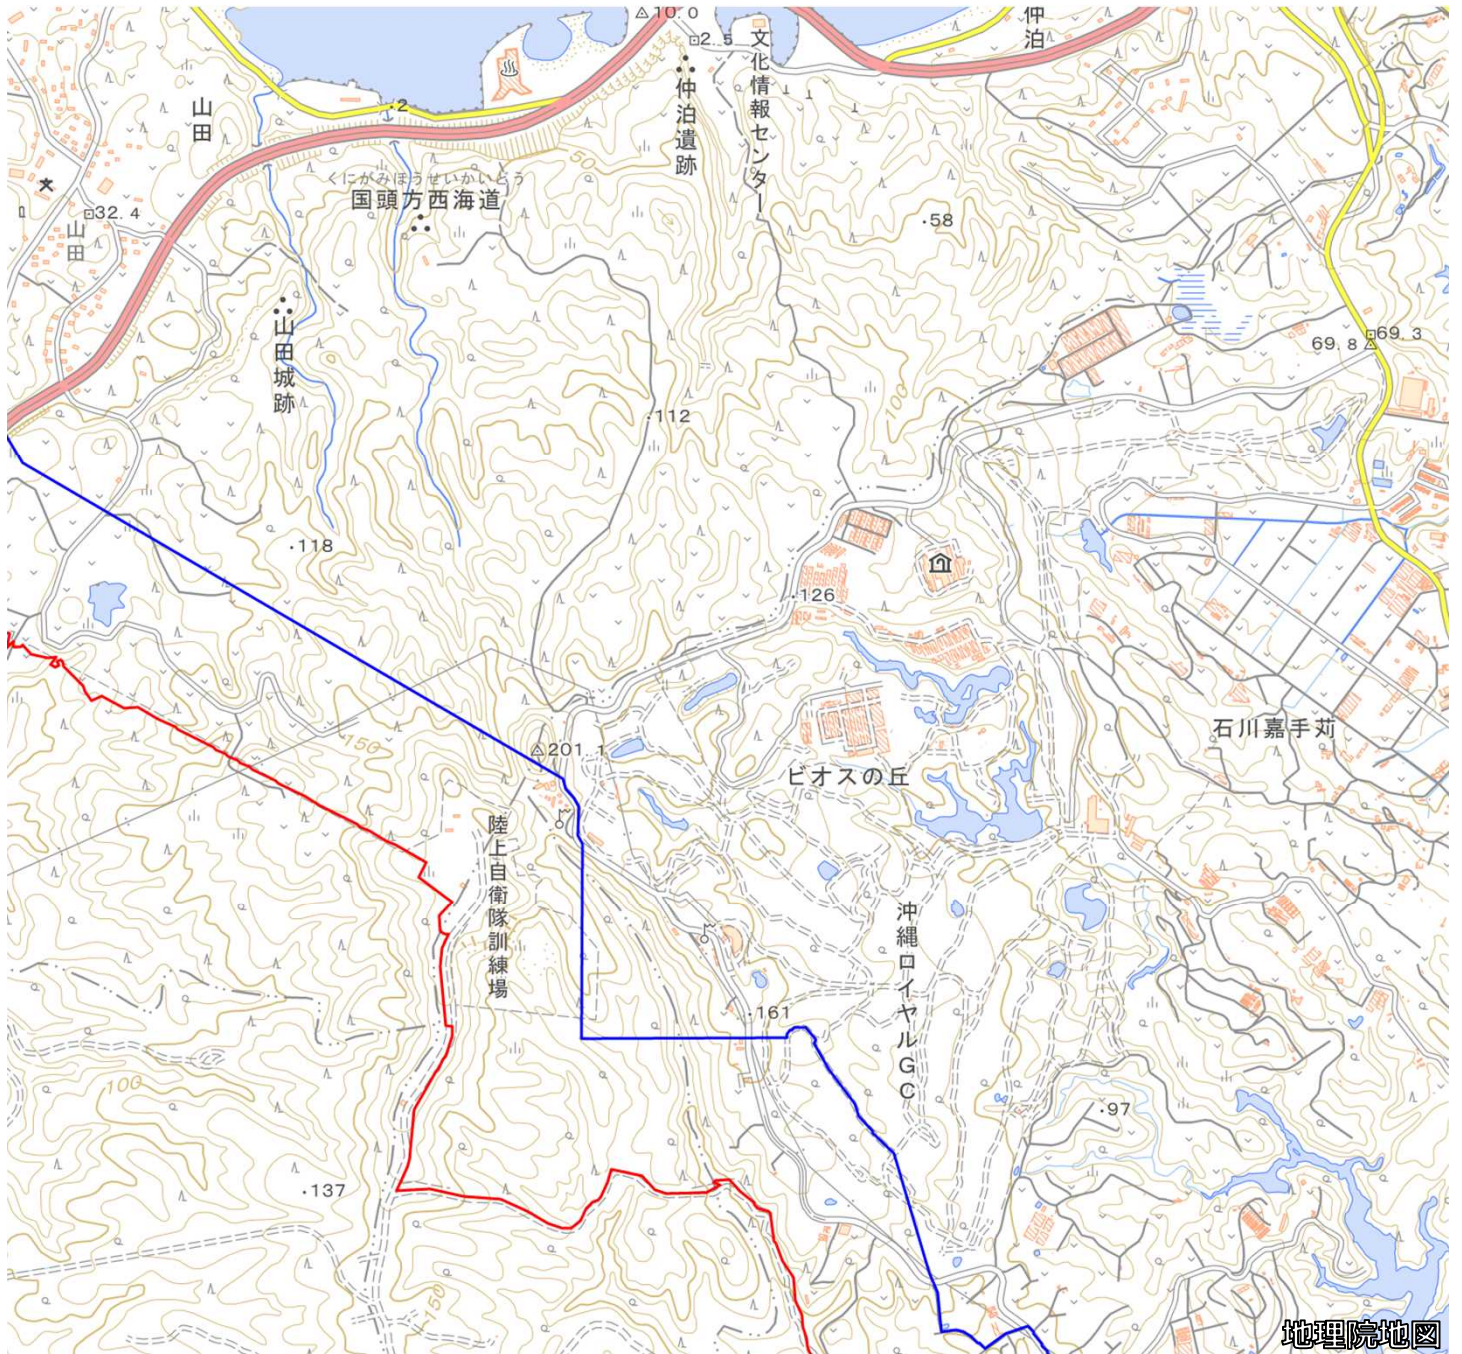 10.0
2.5
仲泊
文化情報センター
仲泊遺跡
山田
2
50
くにがみほうせいかいどう
国頭方西海道
32.4
山田
58
山田城跡
69.3
69.8
112
100
118
126
石川嘉手苅
150
201.1
ビオスの丘
陸上自衛隊訓練場
沖縄ロイヤルGC
161
100
97
137
150
地理院地図